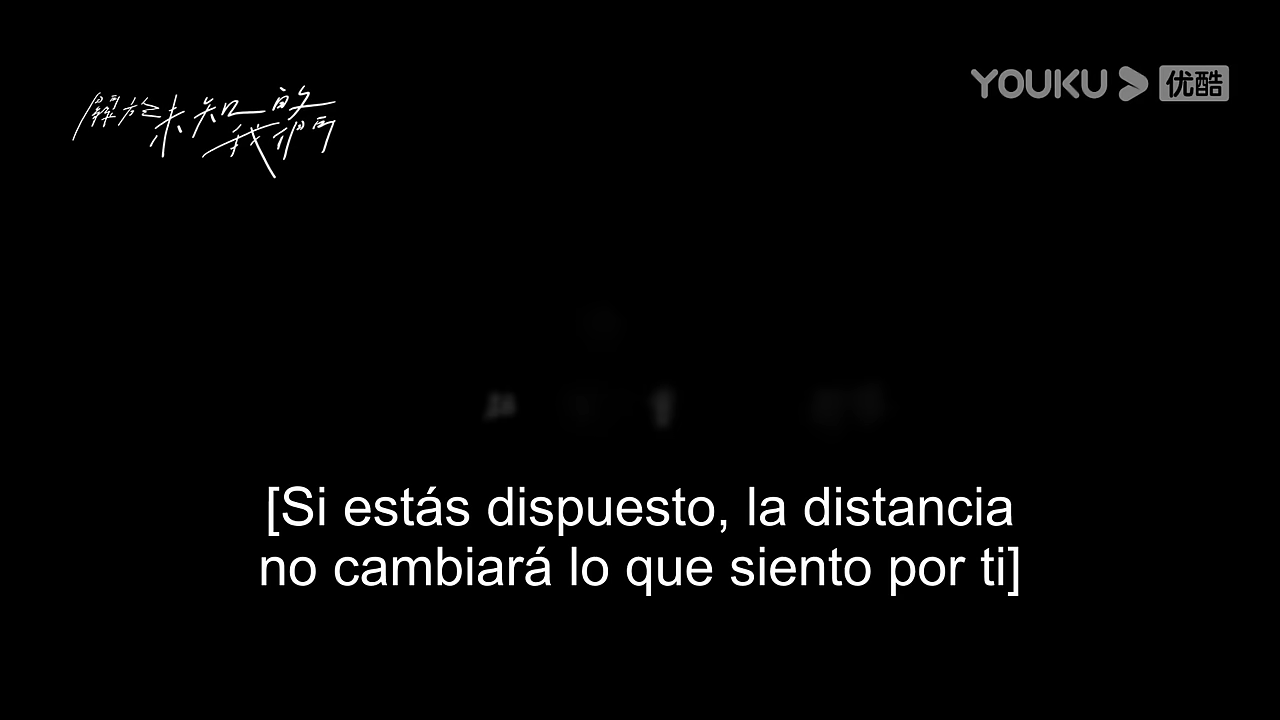 關於未知的
我們
YOUKU 优酷
[Si estás dispuesto, la distancia
no cambiará lo que siento por ti]